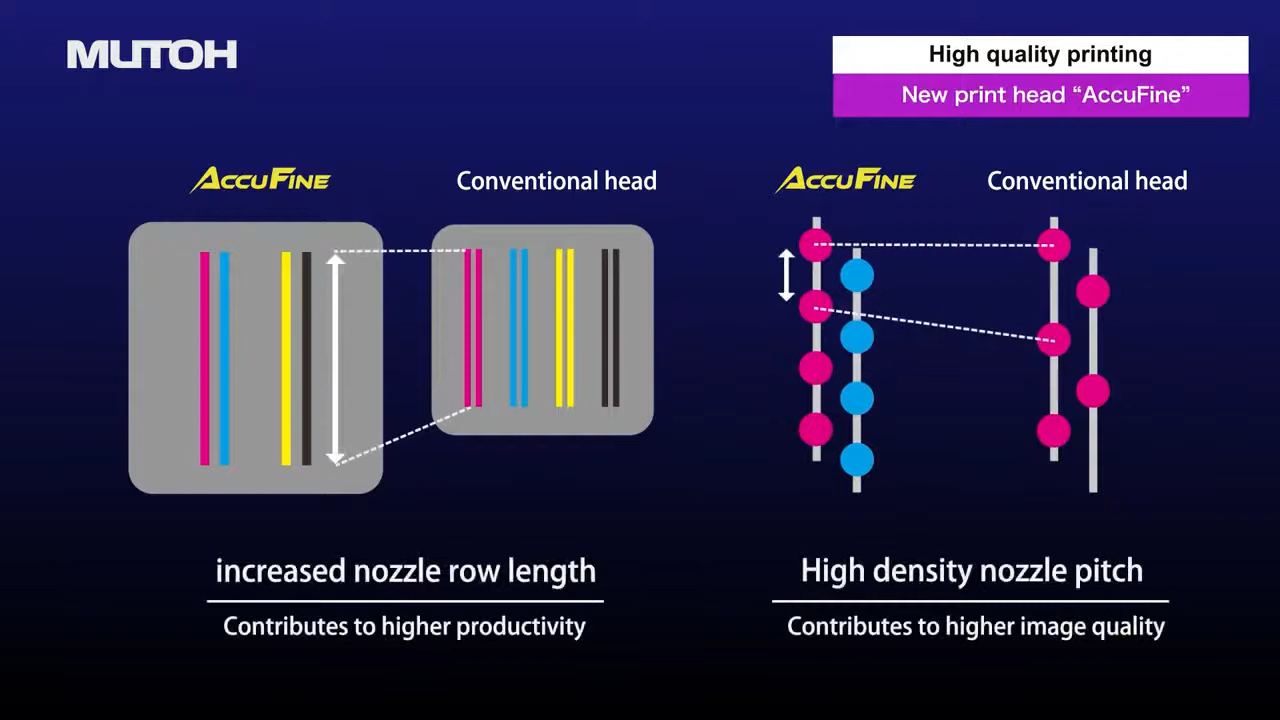 MUTOH
High quality printing
New print head “AccuFine”
ACCUFINE
Conventional head
ACCUFINE
Conventional head
increased nozzle row length
Contributes to higher productivity
High density nozzle pitch
Contributes to higher image quality